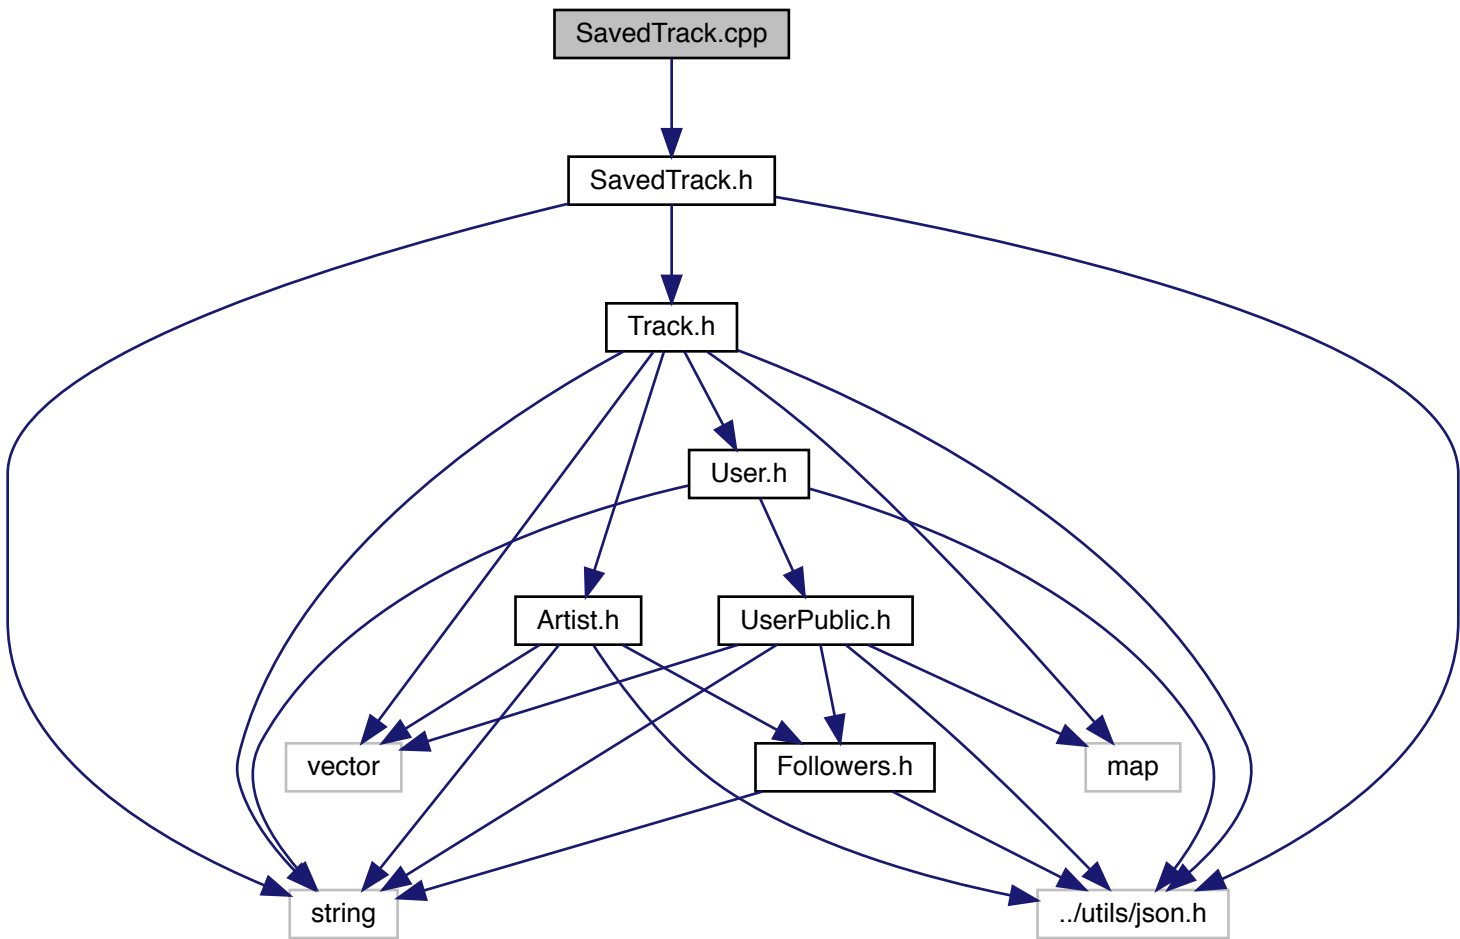 SavedTrack.cpp
SavedTrack.h
Track.h
User.h
Artist.h
UserPublic.h
vector
Followers.h
map
string
../utils/json.h